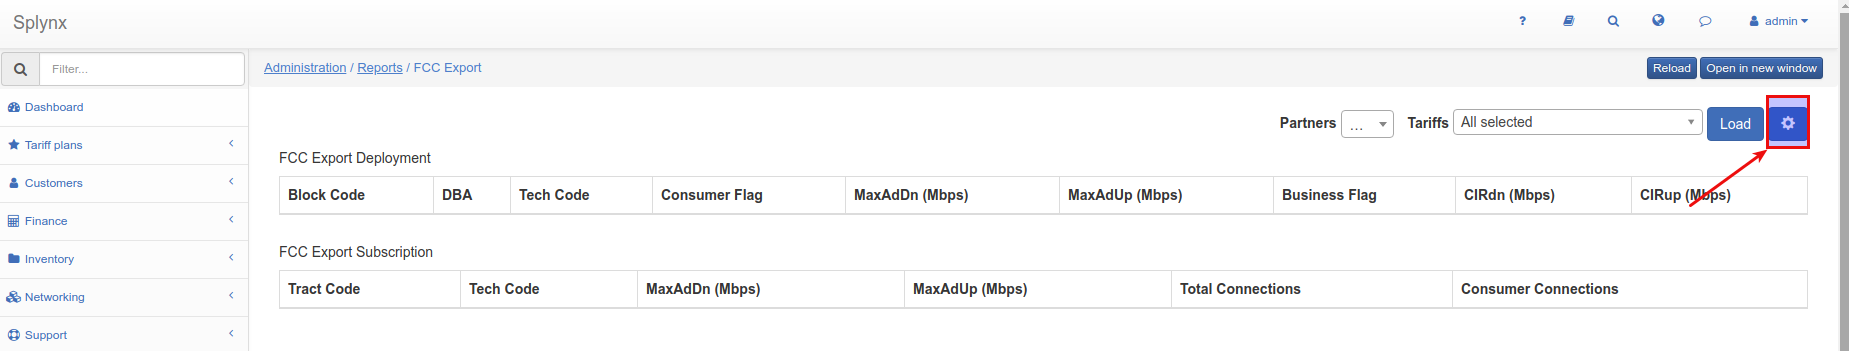 Splynx
? admin
Filter...
Administration / Reports / FCC Export
Reload Open in new window
Dashboard
Tariff plans
Customers
Finance
Inventory
Networking
Support
Partners ... Tariffs All selected Load
FCC Export Deployment
Block Code DBA Tech Code Consumer Flag MaxAdDn (Mbps) MaxAdUp (Mbps) Business Flag CIRdn (Mbps) CIRup (Mbps)
FCC Export Subscription
Tract Code Tech Code MaxAdDn (Mbps) MaxAdUp (Mbps) Total Connections Consumer Connections